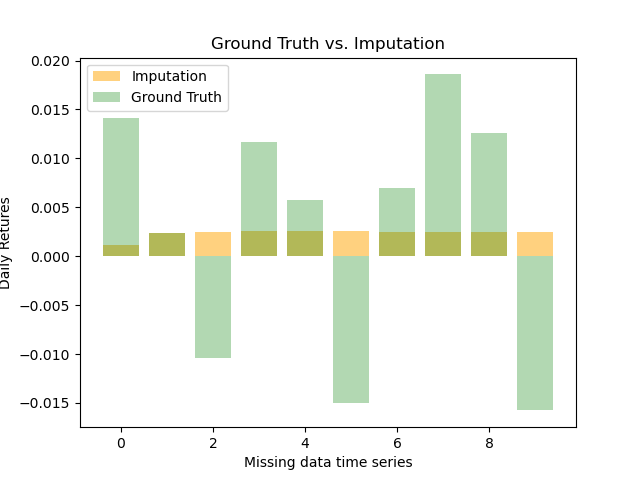 Ground Truth vs. Imputation
Imputation
Ground Truth
0.020
0.015
0.010
0.005
0.000
−0.005
−0.010
−0.015
Daily Retures
0 2 4 6 8
Missing data time series